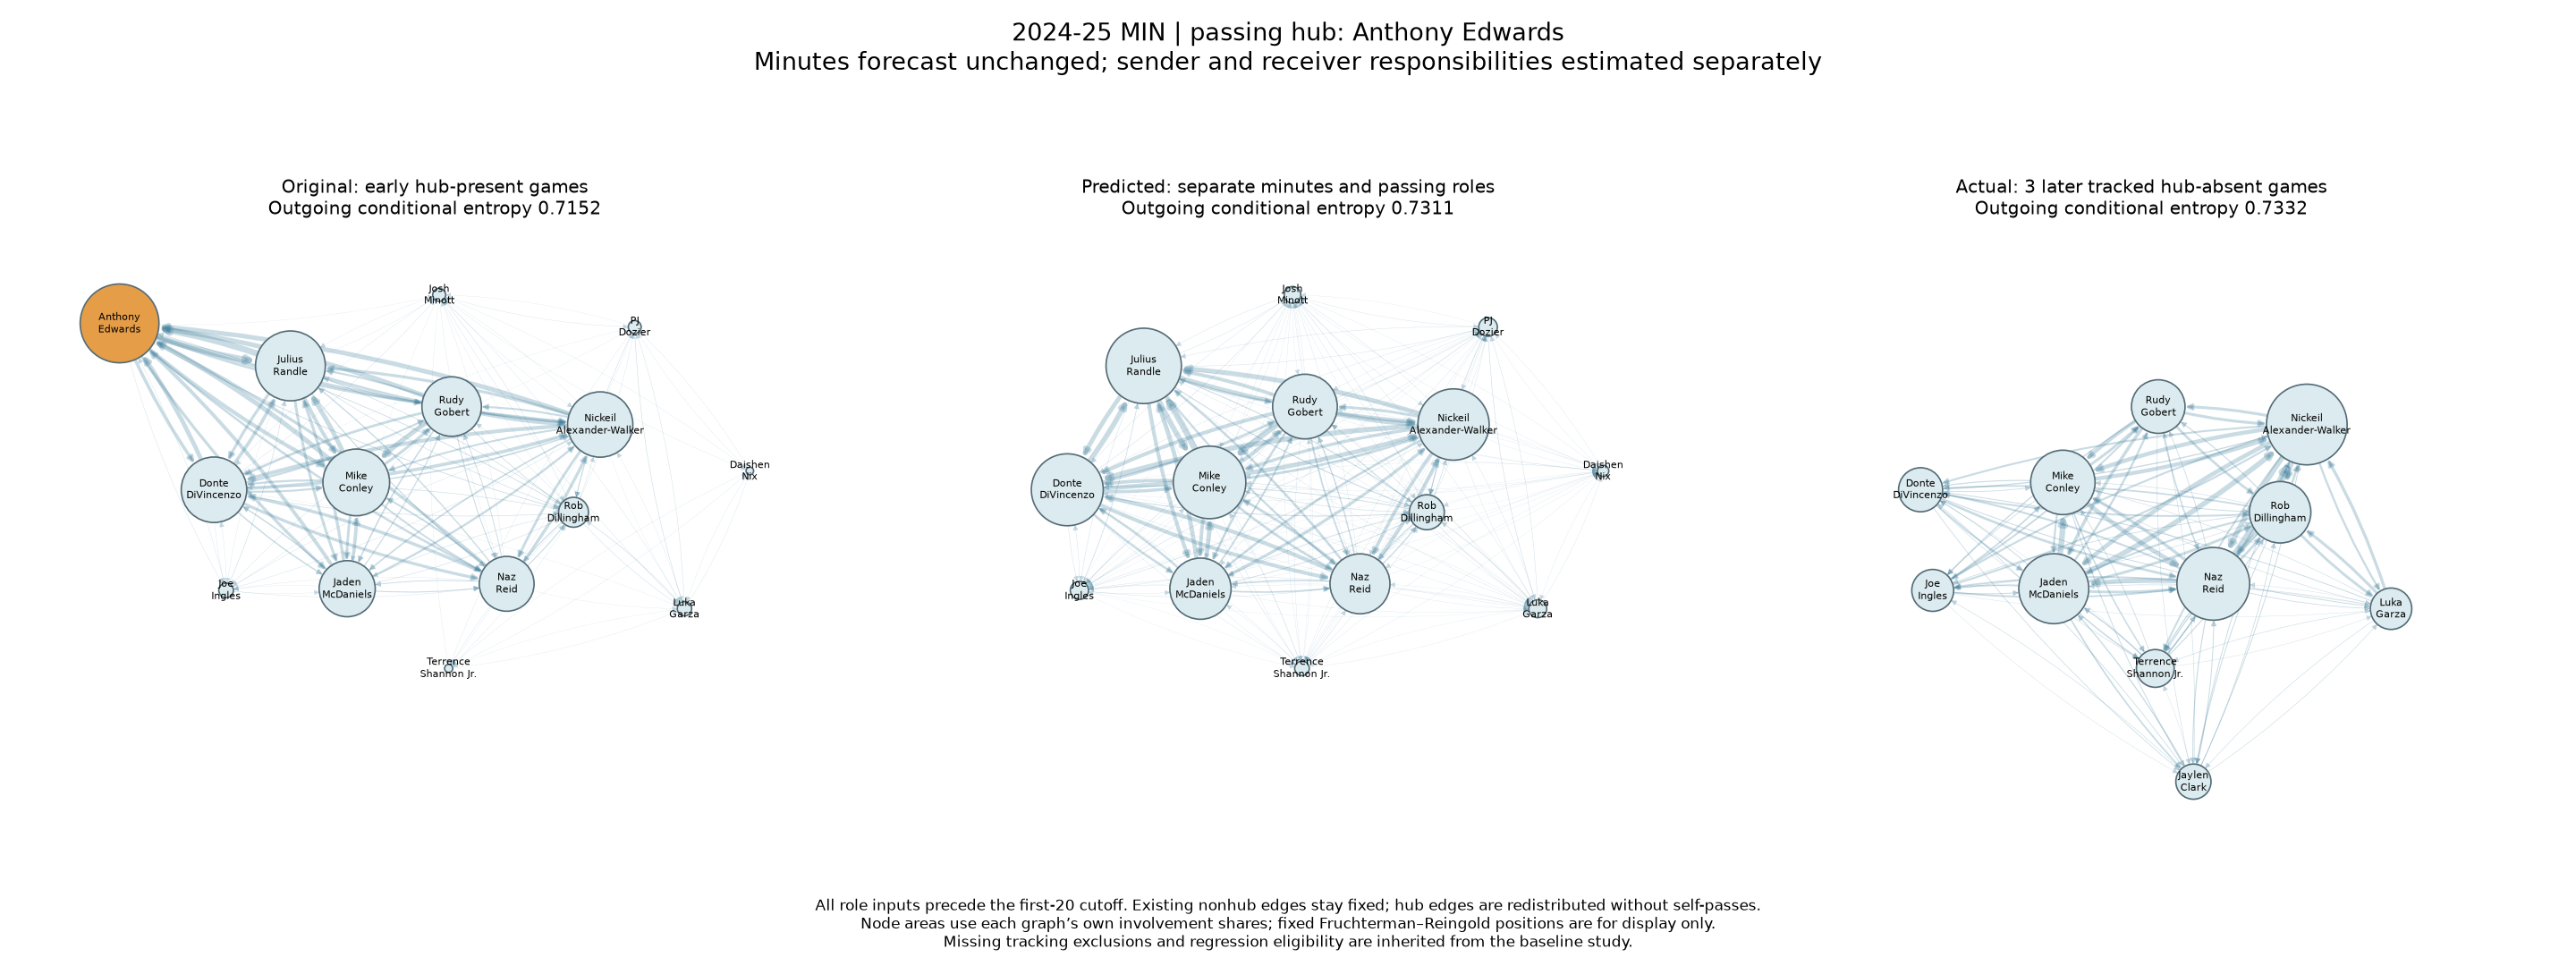 2024-25 MIN | passing hub: Anthony Edwards
Minutes forecast unchanged; sender and receiver responsibilities estimated separately
Original: early hub-present games
Outgoing conditional entropy 0.7152
Anthony
Edwards
Josh
Minott
PJ
Dozier
Julius
Randle
Rudy
Gobert
Nickeil
Alexander-Walker
Daishen
Nix
Donte
DiVincenzo
Mike
Conley
Rob
Dillingham
Joe
Ingles
Jaden
McDaniels
Naz
Reid
Luka
Garza
Terrence
Shannon Jr.
Predicted: separate minutes and passing roles
Outgoing conditional entropy 0.7311
Josh
Minott
PJ
Dozier
Julius
Randle
Rudy
Gobert
Nickeil
Alexander-Walker
Daishen
Nix
Donte
DiVincenzo
Mike
Conley
Rob
Dillingham
Joe
Ingles
Jaden
McDaniels
Naz
Reid
Luka
Garza
Terrence
Shannon Jr.
Actual: 3 later tracked hub-absent games
Outgoing conditional entropy 0.7332
Rudy
Gobert
Nickeil
Alexander-Walker
Donte
DiVincenzo
Mike
Conley
Rob
Dillingham
Joe
Ingles
Jaden
McDaniels
Naz
Reid
Luka
Garza
Terrence
Shannon Jr.
Jaylen
Clark
All role inputs precede the first-20 cutoff. Existing nonhub edges stay fixed; hub edges are redistributed without self-passes.
Node areas use each graph’s own involvement shares; fixed Fruchterman–Reingold positions are for display only.
Missing tracking exclusions and regression eligibility are inherited from the baseline study.